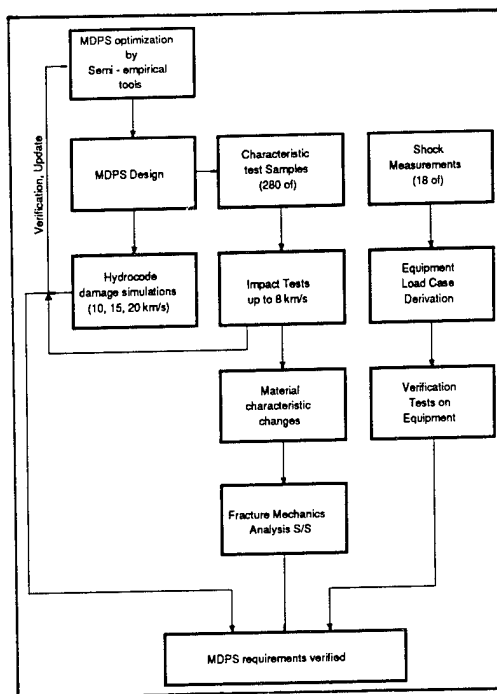 MDPS optimization
by
Semi - empirical
tools
Verification, Update
MDPS Design
Characteristic
test Samples
(280 of)
Shock
Measurements
(18 of)
Hydrocode
damage simulations
(10, 15, 20 km/s)
Impact Tests
up to 8 km/s
Equipment
Load Case
Derivation
Material
characteristic
changes
Verification
Tests on
Equipment
Fracture Mechanics
Analysis S/S
MDPS requirements verified